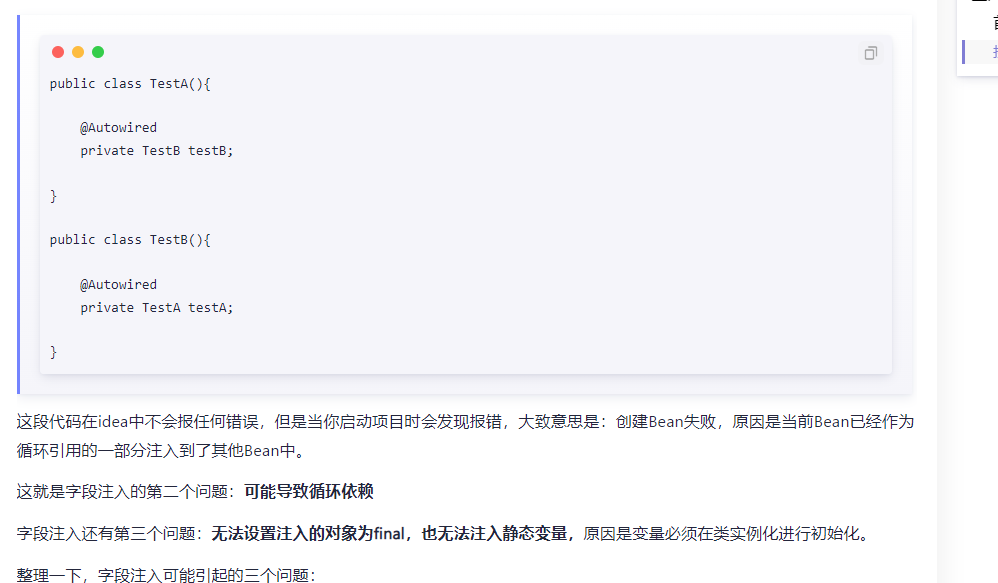 public class TestA(){
@Autowired
private TestB testB;
}
public class TestB(){
@Autowired
private TestA testA;
}
这段代码在idea中不会报任何错误，但是当你启动项目时会发现报错，大致意思是：创建Bean失败，原因是当前Bean已经作为
循环引用的一部分注入到了其他Bean中。
这就是字段注入的第二个问题：可能导致循环依赖
字段注入还有第三个问题：无法设置注入的对象为final，也无法注入静态变量，原因是变量必须在类实例化进行初始化。
整理一下，字段注入可能引起的三个问题：